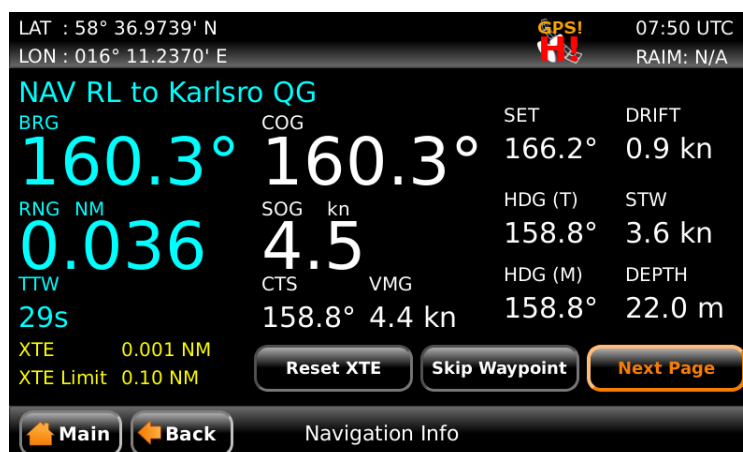 LAT : 58° 36.9739' N
LON : 016° 11.2370' E
GPS!
H!
07:50 UTC
RAIM: N/A
NAV RL to Karlsro QG
BRG
160.3°
COG
160.3°
SET
166.2°
DRIFT
0.9 kn
RNG NM
0.036
SOG kn
4.5
HDG (T)
158.8°
STW
3.6 kn
TTW
29s
CTS
158.8°
VMG
4.4 kn
HDG (M)
158.8°
DEPTH
22.0 m
XTE 0.001 NM
XTE Limit 0.10 NM
Reset XTE
Skip Waypoint
Next Page
Main
Back
Navigation Info